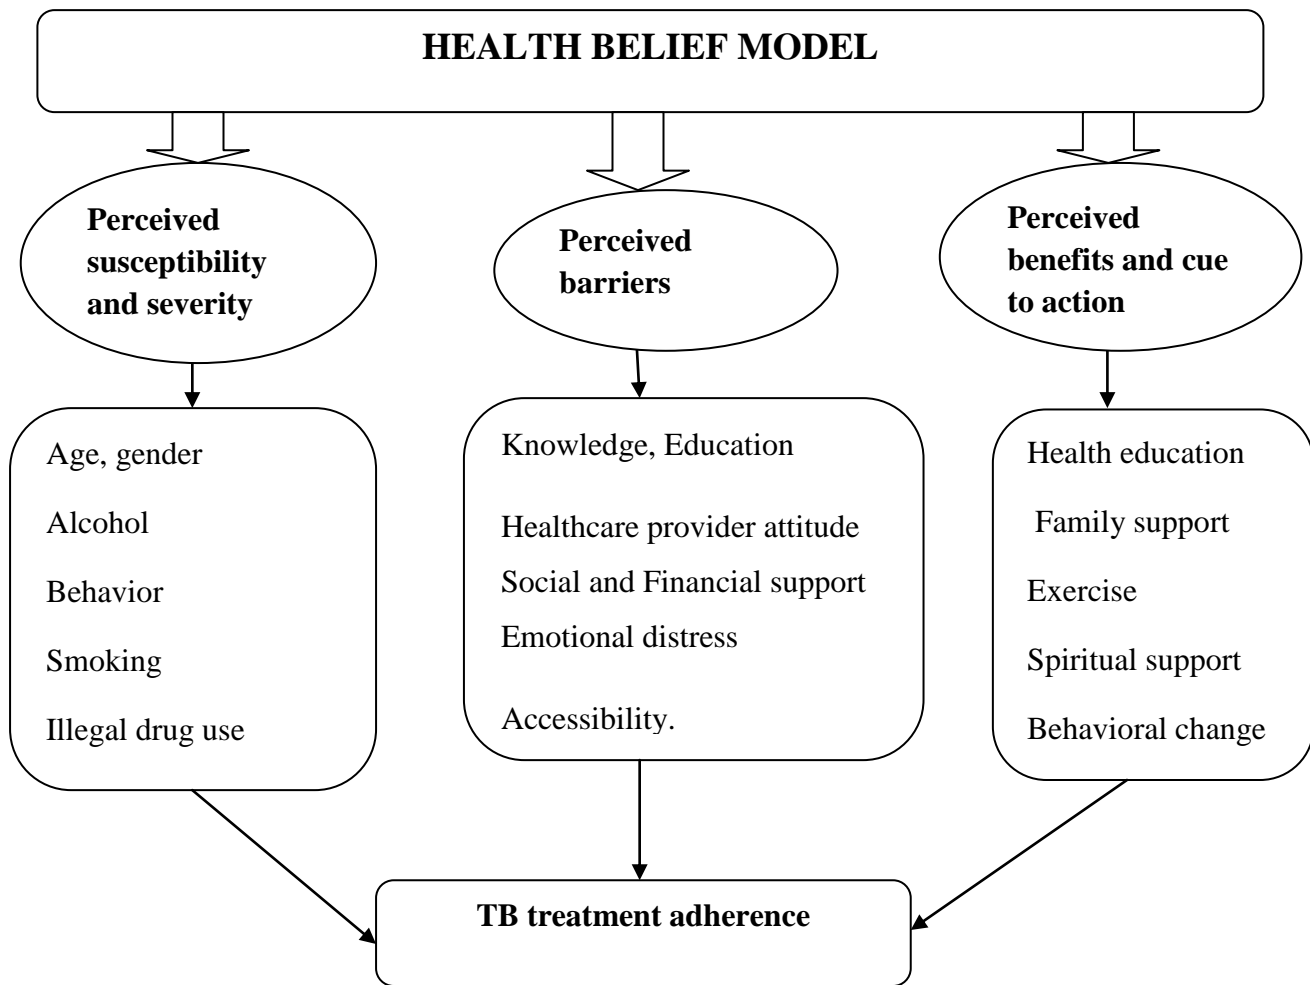 HEALTH BELIEF MODEL
Perceived
susceptibility
and severity
Perceived
barriers
Perceived
benefits and cue
to action
Age, gender
Alcohol
Behavior
Smoking
Illegal drug use
Knowledge, Education
Healthcare provider attitude
Social and Financial support
Emotional distress
Accessibility.
Health education
Family support
Exercise
Spiritual support
Behavioral change
TB treatment adherence